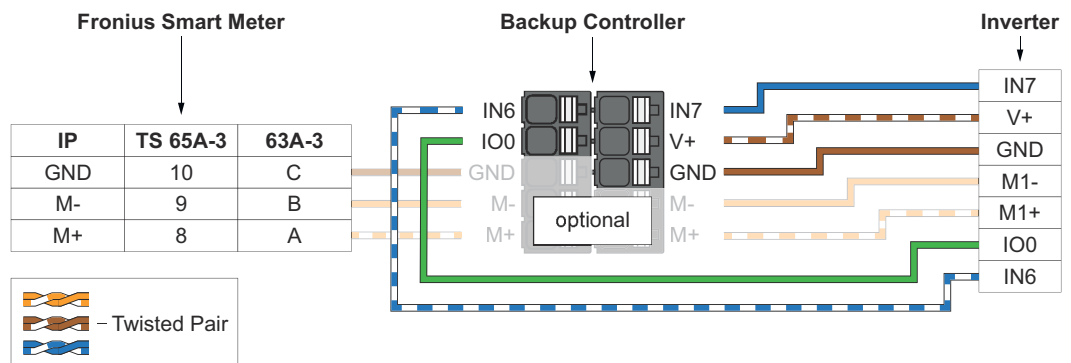 Fronius Smart Meter
Backup Controller
Inverter
IP TS 65A-3 63A-3
GND 10 C
M- 9 B
M+ 8 A
IN6 IN7
IO0 V+
GND GND
M- M-
M+ M+
optional
IN7
V+
GND
M1-
M1+
IO0
IN6
Twisted Pair